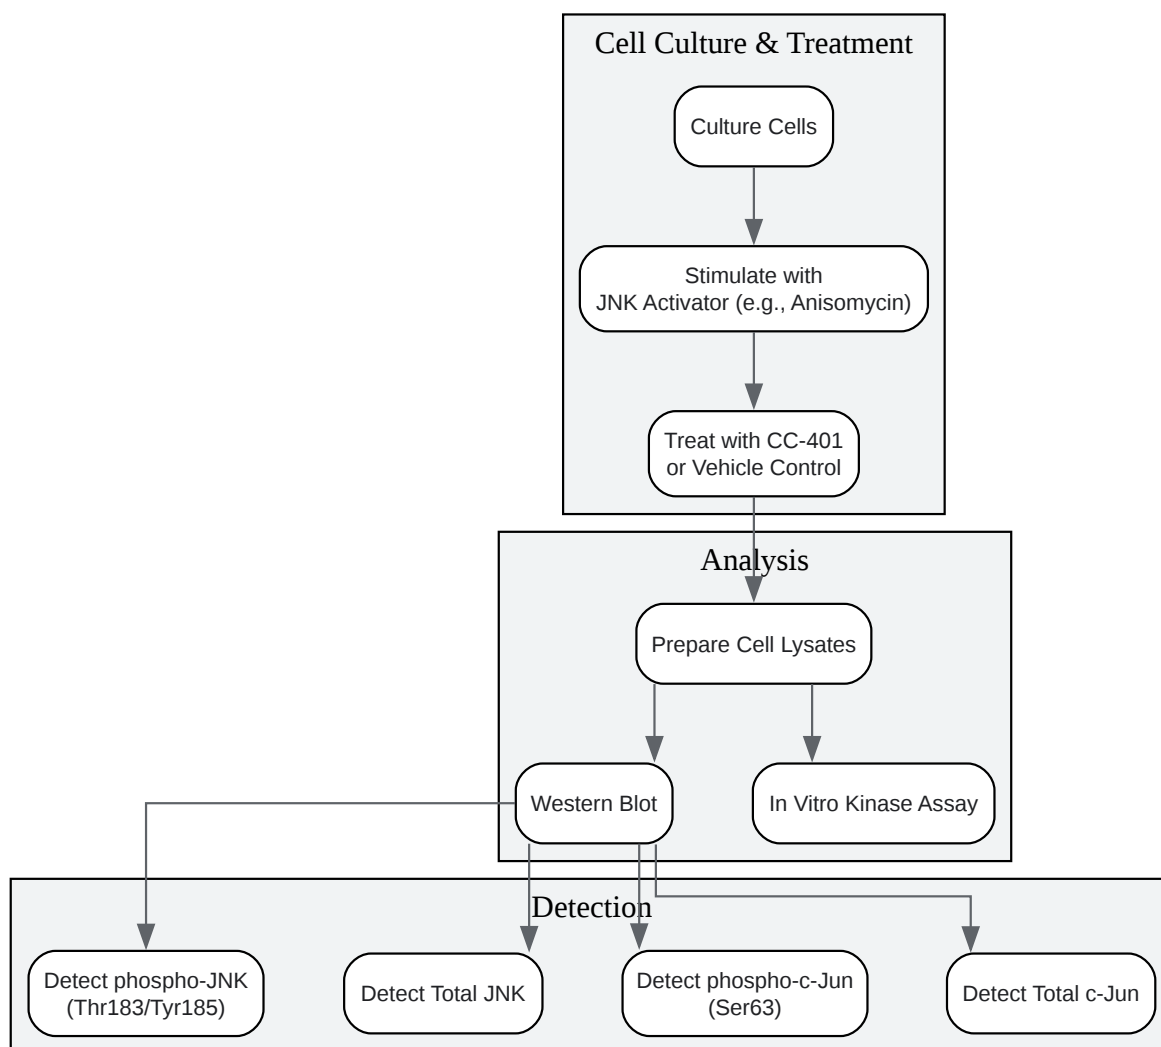 Cell Culture & Treatment
Culture Cells
Stimulate with
JNK Activator (e.g., Anisomycin)
Treat with CC-401
or Vehicle Control
Analysis
Prepare Cell Lysates
Western Blot
In Vitro Kinase Assay
Detection
Detect phospho-JNK
(Thr183/Tyr185)
Detect Total JNK
Detect phospho-c-Jun
(Ser63)
Detect Total c-Jun